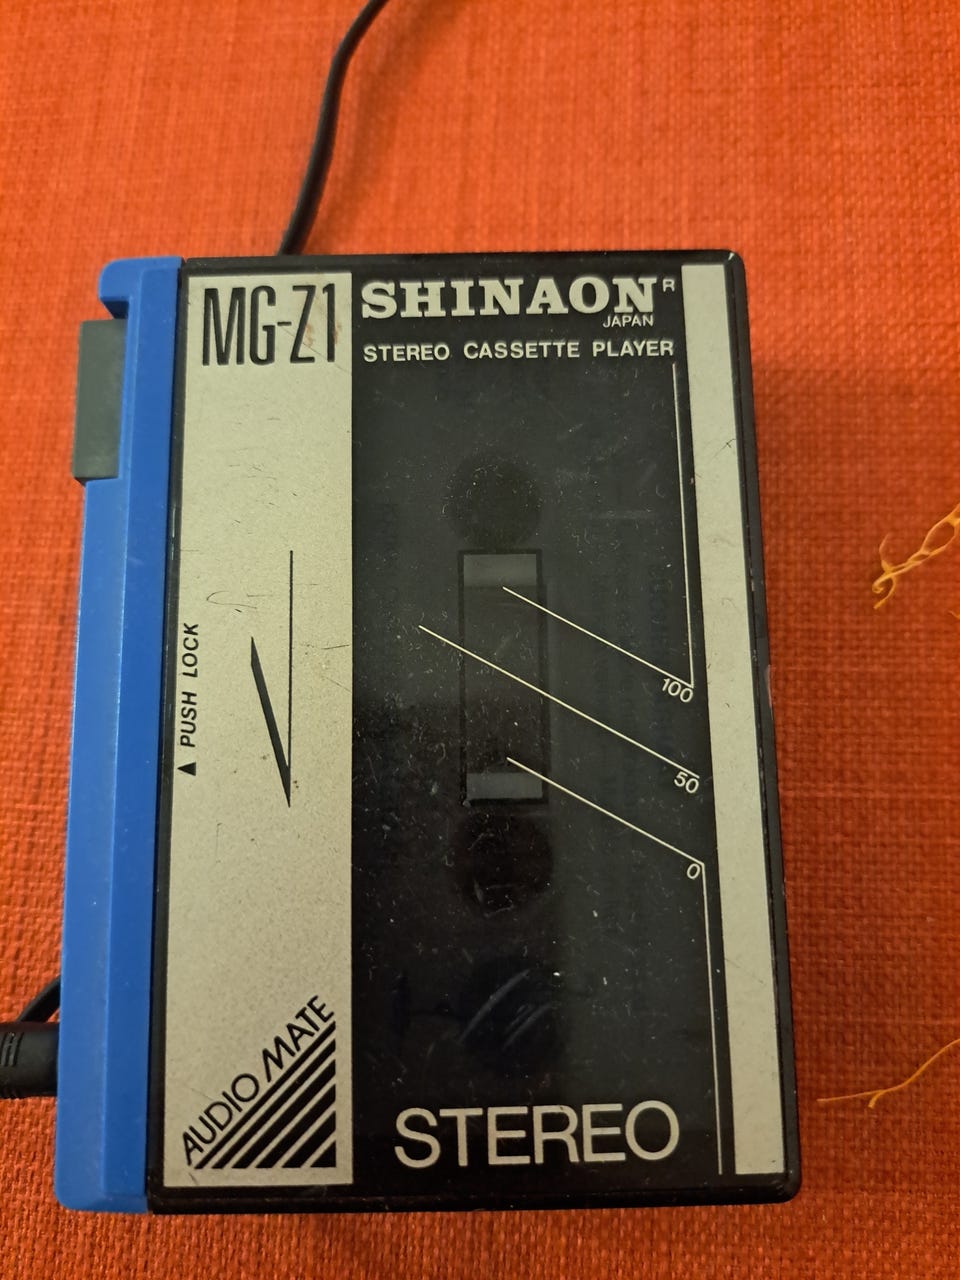 MG-Z1
SHINAON R
JAPAN
STEREO CASSETTE PLAYER
▲ PUSH LOCK
100
50
0
AUDIO MATE
STEREO